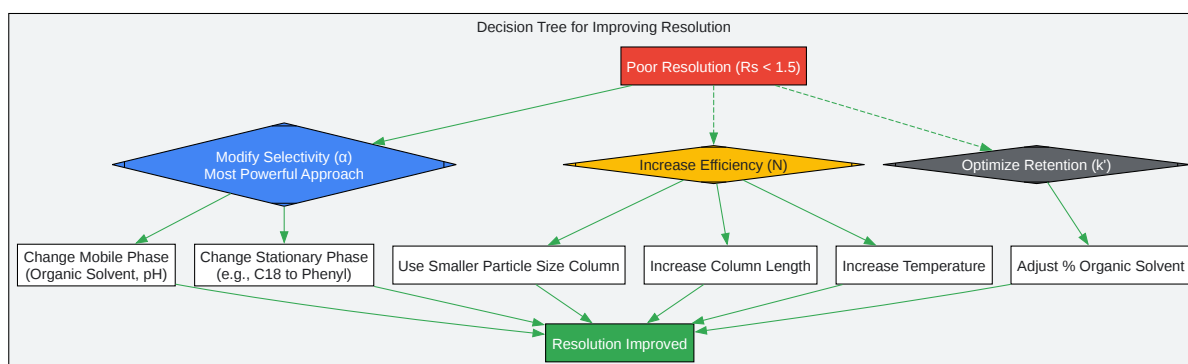 Decision Tree for Improving Resolution
Poor Resolution (Rs < 1.5)
Modify Selectivity (α)
Most Powerful Approach
Increase Efficiency (N)
Optimize Retention (k')
Change Mobile Phase
(Organic Solvent, pH)
Change Stationary Phase
(e.g., C18 to Phenyl)
Use Smaller Particle Size Column
Increase Column Length
Increase Temperature
Adjust % Organic Solvent
Resolution Improved